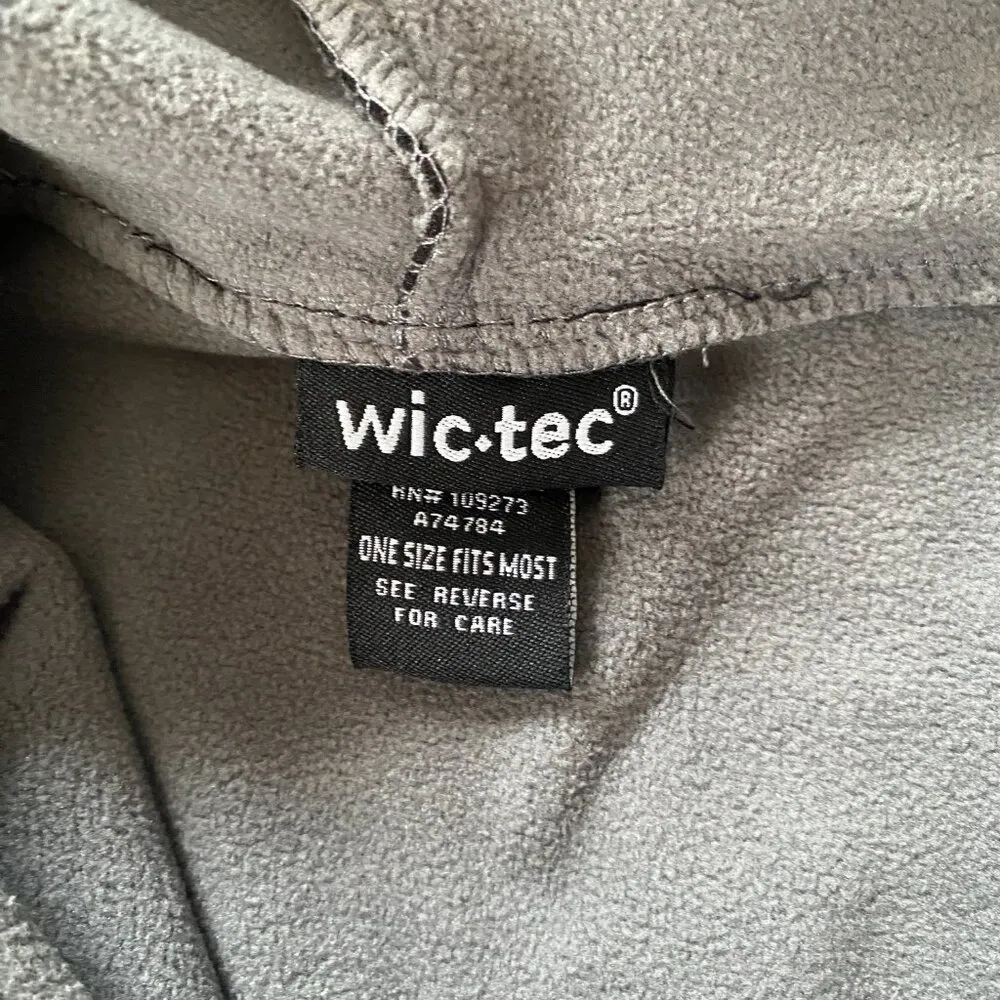 wic·tec®
RN# 109273
A74784
ONE SIZE FITS MOST
SEE REVERSE
FOR CARE